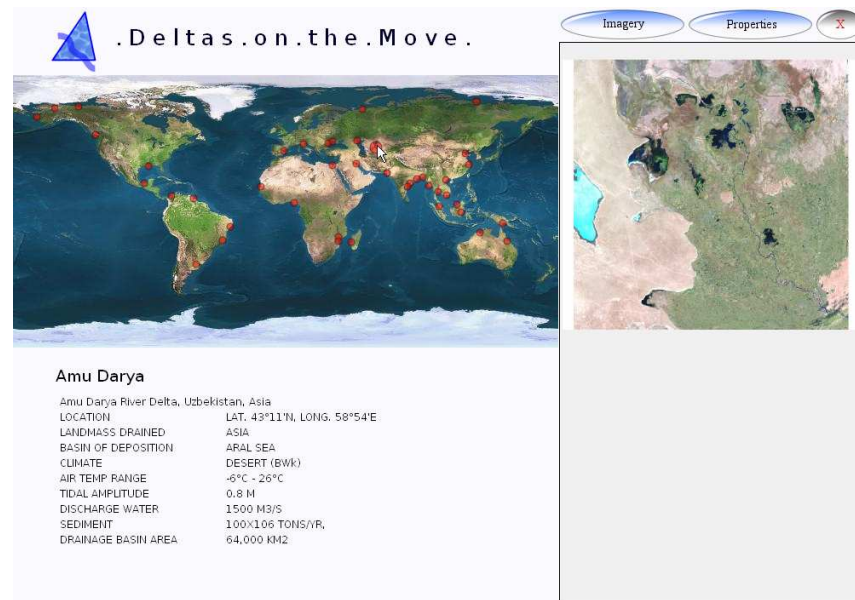 .Deltas.on.the.Move.
Imagery Properties X
Amu Darya
Amu Darya River Delta, Uzbekistan, Asia
LOCATION LAT. 43°11'N, LONG. 58°54'E
LANDMASS DRAINED ASIA
BASIN OF DEPOSITION ARAL SEA
CLIMATE DESERT (BWk)
AIR TEMP RANGE -6°C - 26°C
TIDAL AMPLITUDE 0.8 M
DISCHARGE WATER 1500 M3/S
SEDIMENT 100X106 TONS/YR,
DRAINAGE BASIN AREA 64,000 KM2